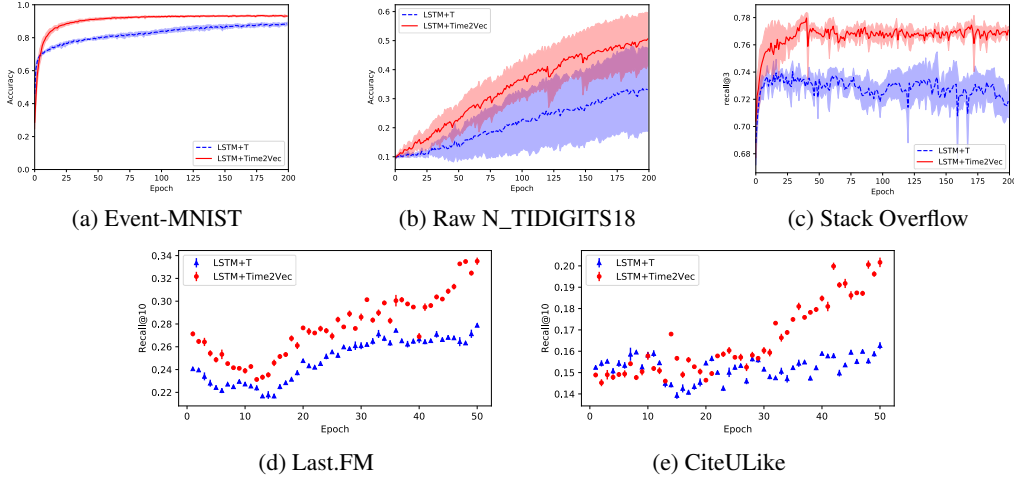 Accuracy
1.0
0.8
0.6
0.4
0.2
0.0
0 25 50 75 100 125 150 175 200
Epoch
LSTM+T
LSTM+Time2Vec
(a) Event-MNIST
Accuracy
0.6
0.5
0.4
0.3
0.2
0.1
0 25 50 75 100 125 150 175 200
Epoch
LSTM+T
LSTM+Time2Vec
(b) Raw N_TIDIGITS18
recall@3
0.78
0.76
0.74
0.72
0.70
0.68
0 25 50 75 100 125 150 175 200
Epoch
LSTM+T
LSTM+Time2Vec
(c) Stack Overflow
Recall@10
0.34
0.32
0.30
0.28
0.26
0.24
0.22
0 10 20 30 40 50
Epoch
LSTM+T
LSTM+Time2Vec
(d) Last.FM
Recall@10
0.20
0.19
0.18
0.17
0.16
0.15
0.14
0 10 20 30 40 50
Epoch
LSTM+T
LSTM+Time2Vec
(e) CiteULike